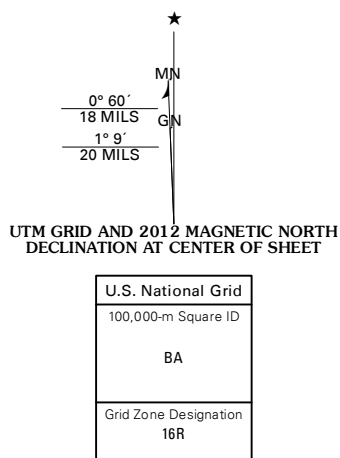 ★
MN
0° 60´
18 MILS
GN
1° 9´
20 MILS
UTM GRID AND 2012 MAGNETIC NORTH
DECLINATION AT CENTER OF SHEET
U.S. National Grid
100,000-m Square ID
BA
Grid Zone Designation
16R